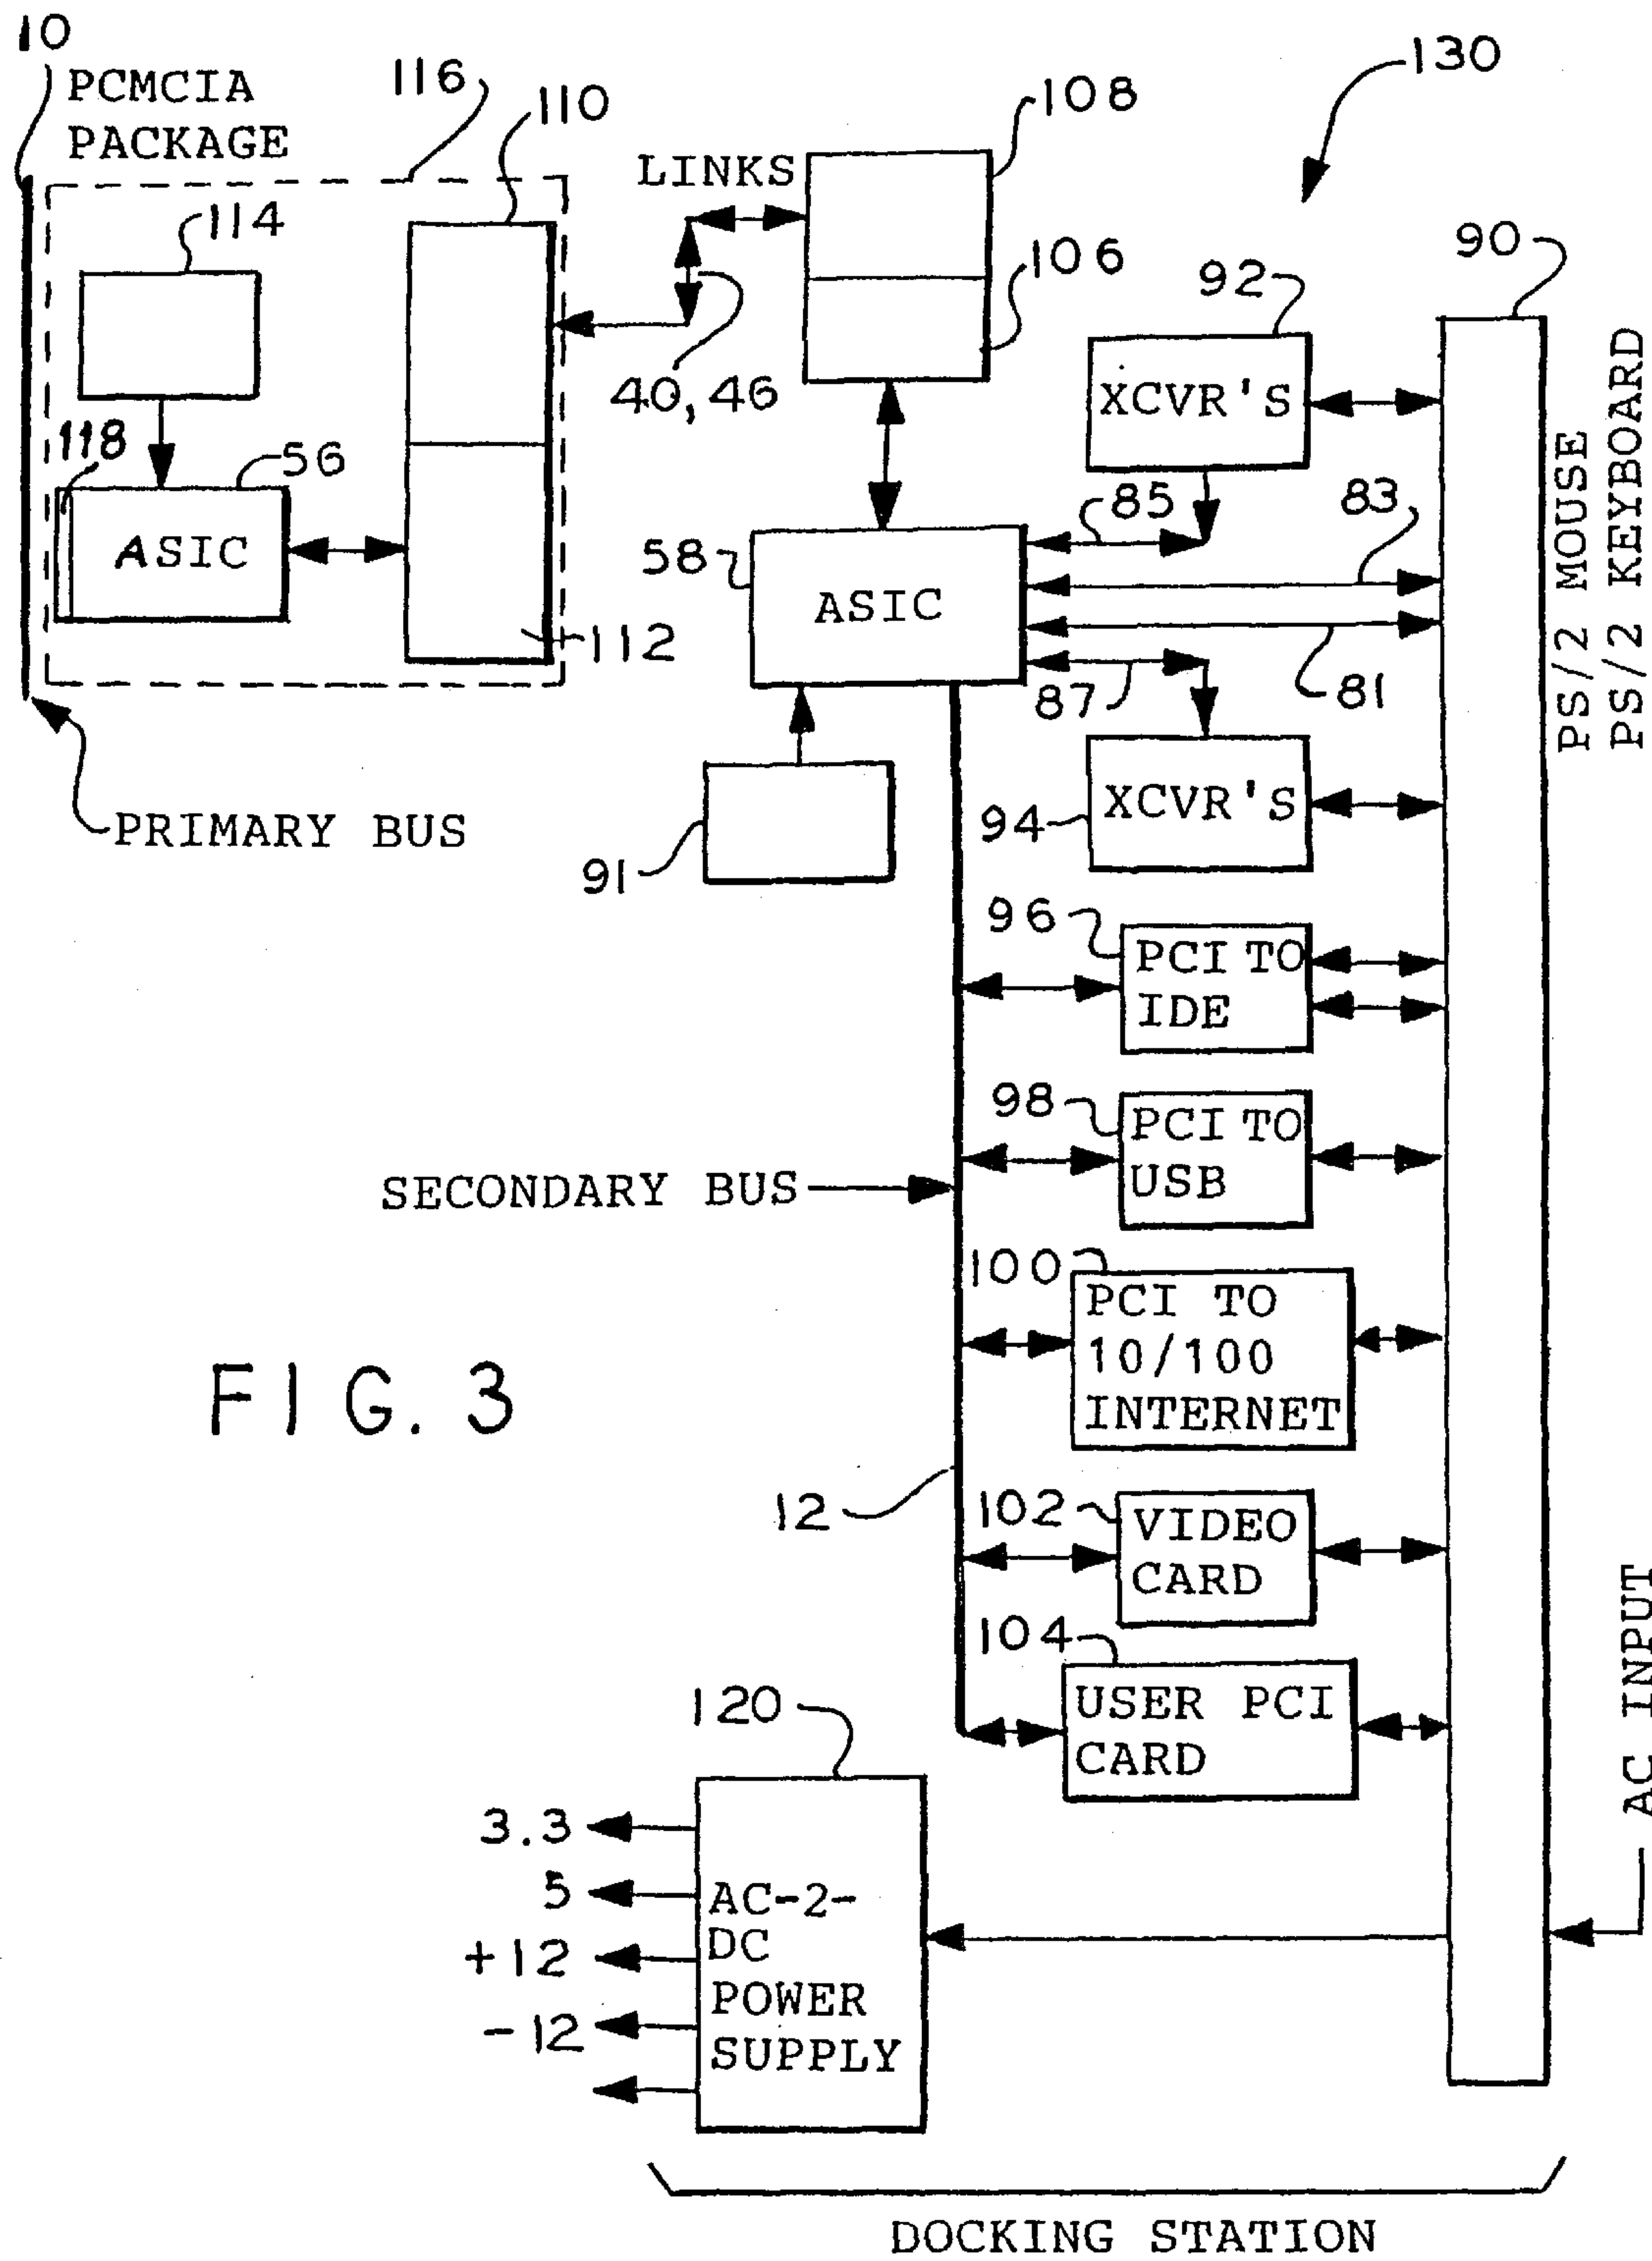 10
PCMCIA
PACKAGE
116
110
LINKS
108
130
114
106
90
92
40,46
XCVR'S
118
56
ASIC
85
83
58
ASIC
112
87
81
PS/2 MOUSE
PS/2 KEYBOARD
PRIMARY BUS
91
94
XCVR'S
96
PCI TO
IDE
98
PCI TO
USB
SECONDARY BUS
100
PCI TO
10/100
INTERNET
FIG. 3
12
102
VIDEO
CARD
104
USER PCI
CARD
AC INPUT
120
3.3
5
+12
-12
AC-2-
DC
POWER
SUPPLY
DOCKING STATION